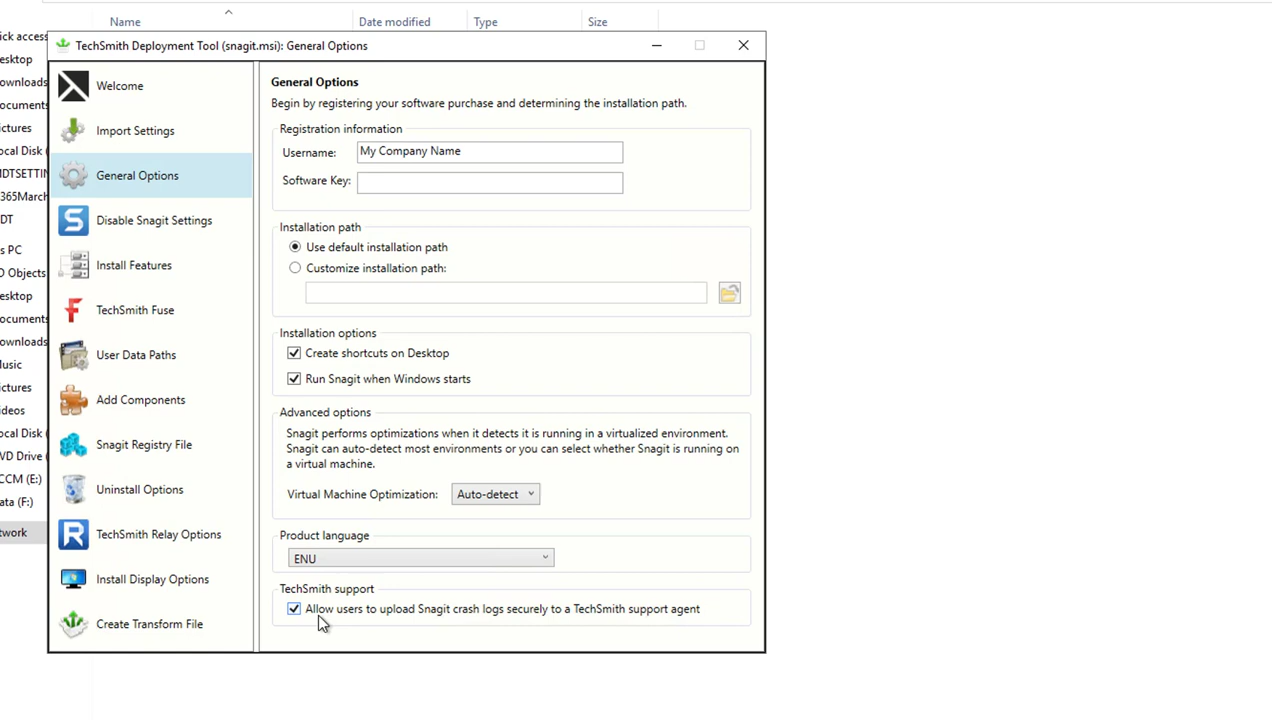 Name Date modified Type Size
TechSmith Deployment Tool (snagit.msi): General Options
ick access
esktop
ownloads
ocuments
ictures
ocal Disk (
MDTSETTIN
365March
DT
s PC
D Objects
esktop
ocuments
ownloads
usic
ictures
ideos
ocal Disk (
VD Drive (
CCM (E:)
ata (F:)
twork
Welcome
Import Settings
General Options
Disable Snagit Settings
Install Features
TechSmith Fuse
User Data Paths
Add Components
Snagit Registry File
Uninstall Options
TechSmith Relay Options
Install Display Options
Create Transform File
General Options
Begin by registering your software purchase and determining the installation path.
Registration information
Username: My Company Name
Software Key:
Installation path
Use default installation path
Customize installation path:
Installation options
Create shortcuts on Desktop
Run Snagit when Windows starts
Advanced options
Snagit performs optimizations when it detects it is running in a virtualized environment.
Snagit can auto-detect most environments or you can select whether Snagit is running on
a virtual machine.
Virtual Machine Optimization: Auto-detect
Product language
ENU
TechSmith support
Allow users to upload Snagit crash logs securely to a TechSmith support agent